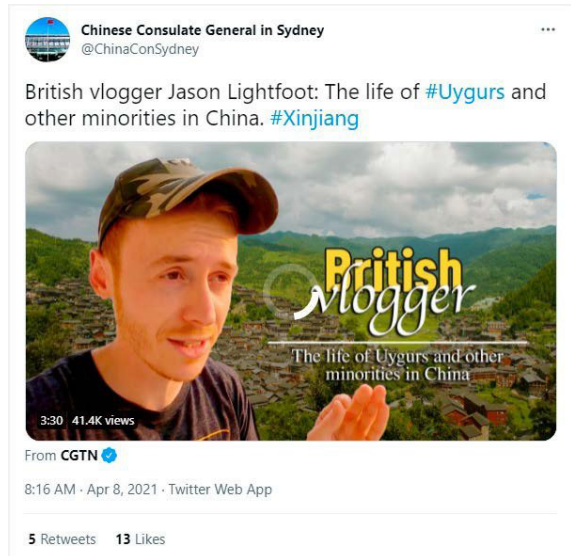 Chinese Consulate General in Sydney
@ChinaConSydney
British vlogger Jason Lightfoot: The life of #Uygurs and
other minorities in China. #Xinjiang
British
vlogger
The life of Uygurs and other
minorities in China
3:30 41.4K views
From CGTN
8:16 AM · Apr 8, 2021 · Twitter Web App
5 Retweets 13 Likes